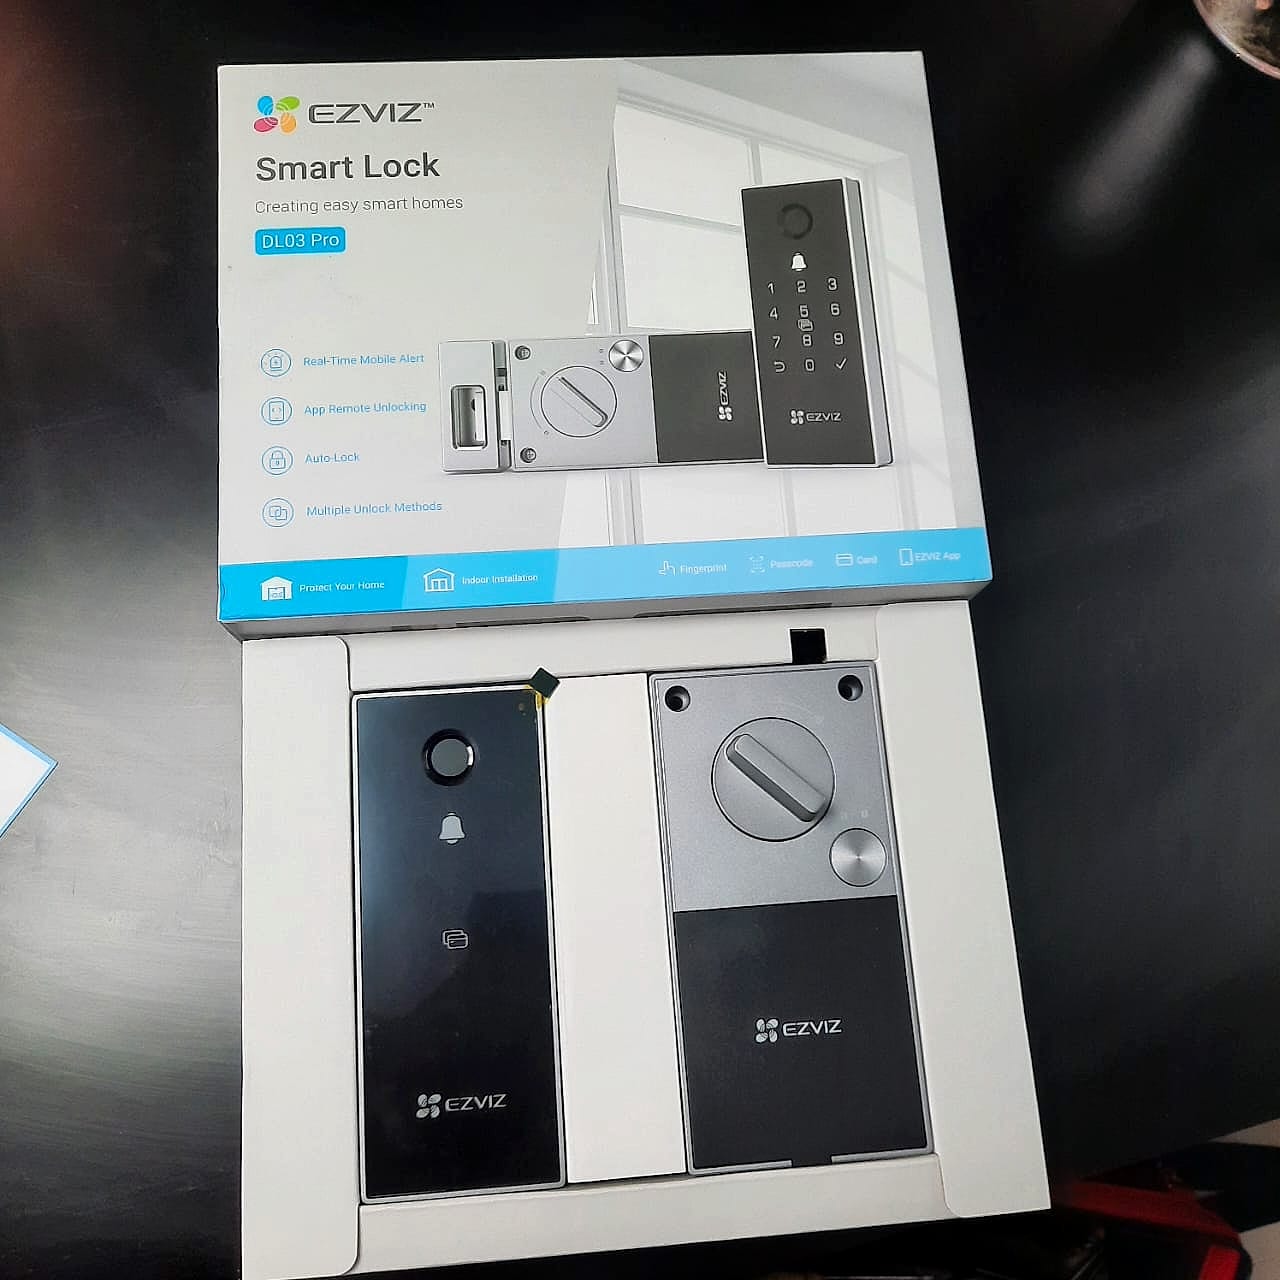 EZVIZ™
Smart Lock
Creating easy smart homes
DL03 Pro
Real-Time Mobile Alert
App Remote Unlocking
Auto-Lock
Multiple Unlock Methods
EZVIZ
1 2 3
4 5 6
7 8 9
0
EZVIZ
Protect Your Home
Indoor Installation
Fingerprint
Passcode
Card
EZVIZ App
EZVIZ
EZVIZ